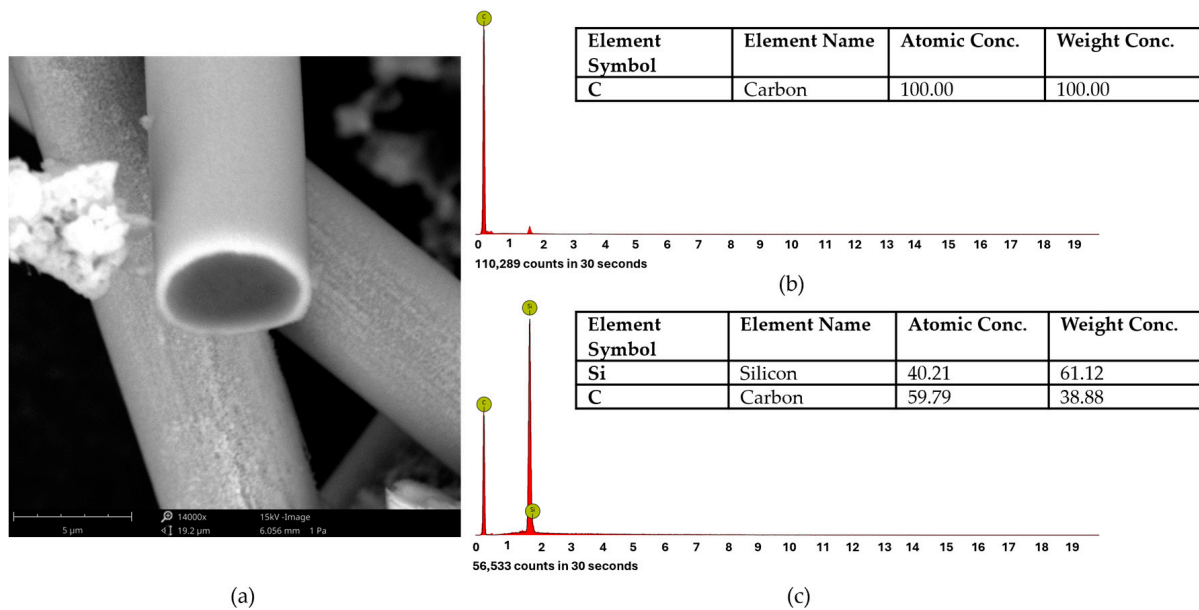 C
Element Symbol Element Name Atomic Conc. Weight Conc.
C Carbon 100.00 100.00
0 1 2 3 4 5 6 7 8 9 10 11 12 13 14 15 16 17 18 19
110,289 counts in 30 seconds
(b)
Si
C
Si
Element Symbol Element Name Atomic Conc. Weight Conc.
Si Silicon 40.21 61.12
C Carbon 59.79 38.88
0 1 2 3 4 5 6 7 8 9 10 11 12 13 14 15 16 17 18 19
56,533 counts in 30 seconds
(c)
5 µm
14000x 15kV -Image
19.2 µm 6.056 mm 1 Pa
(a)